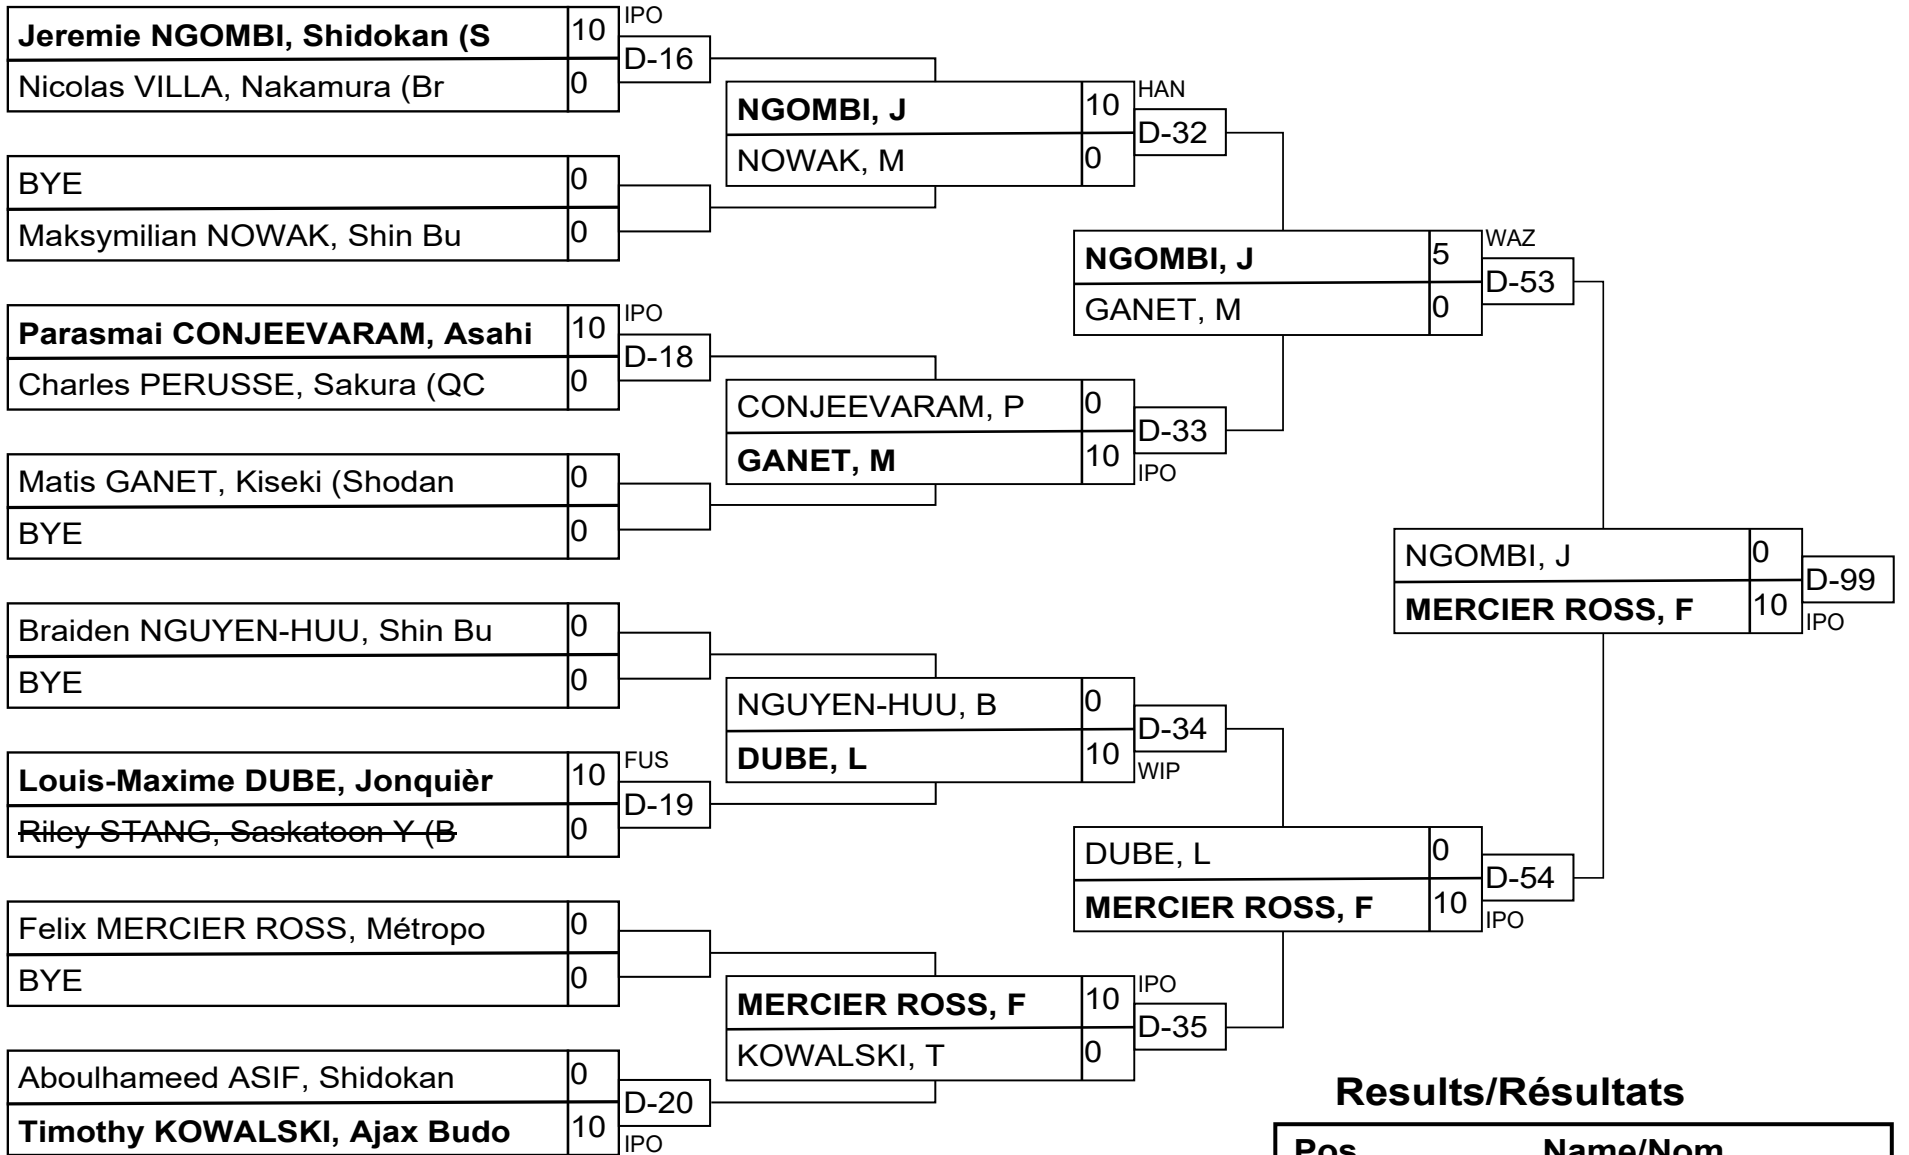 Jeremie NGOMBI, Shidokan (S 10 IPO
D-16
Nicolas VILLA, Nakamura (Br 0
BYE 0
Maksymilian NOWAK, Shin Bu 0
Parasmai CONJEEVARAM, Asahi 10 IPO
D-18
Charles PERUSSE, Sakura (QC 0
Matis GANET, Kiseki (Shodan 0
BYE 0
Braiden NGUYEN-HUU, Shin Bu 0
BYE 0
Louis-Maxime DUBE, Jonquièr 10 FUS
D-19
Riley STANG, Saskatoon Y (B 0
Felix MERCIER ROSS, Métropo 0
BYE 0
Aboulhameed ASIF, Shidokan 0
D-20
Timothy KOWALSKI, Ajax Budo 10 IPO
NGOMBI, J 10 HAN
D-32
NOWAK, M 0
CONJEEVARAM, P 0
D-33
GANET, M 10 IPO
NGUYEN-HUU, B 0
D-34
DUBE, L 10 WIP
MERCIER ROSS, F 10 IPO
D-35
KOWALSKI, T 0
NGOMBI, J 5 WAZ
D-53
GANET, M 0
DUBE, L 0
D-54
MERCIER ROSS, F 10 IPO
NGOMBI, J 0
D-99
MERCIER ROSS, F 10 IPO
Results/Résultats
Pos Name/Nom